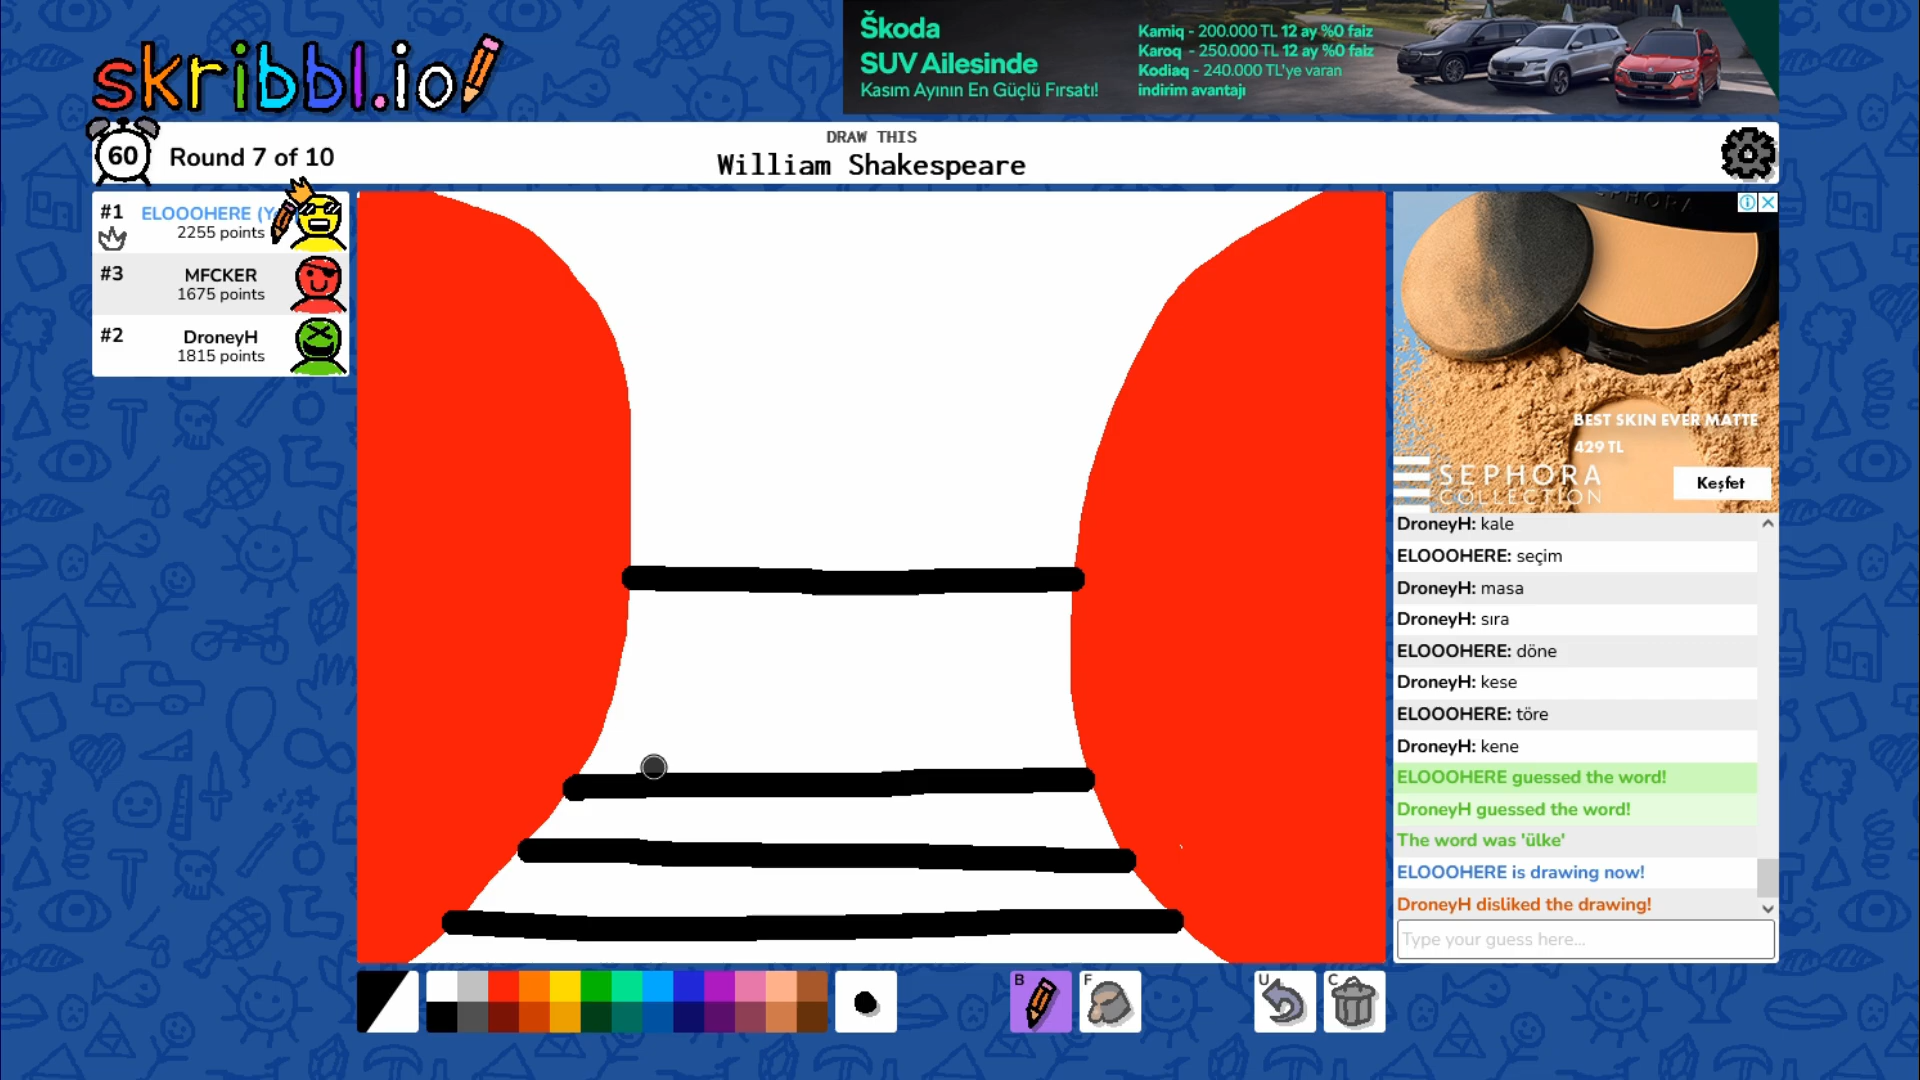 skribbl.io
Škoda
SUV Ailesinde
Kasım Ayının En Güçlü Fırsatı!
Kamiq - 200.000 TL 12 ay %0 faiz
Karoq - 250.000 TL 12 ay %0 faiz
Kodiaq - 240.000 TL'ye varan
indirim avantajı
60
Round 7 of 10
DRAW THIS
William Shakespeare
#1
ELOOOHERE
2255 points
#3
MFCKER
1675 points
#2
DroneyH
1815 points
BEST SKIN EVER MATTE
429 TL
SEPHORA
COLLECTION
Keşfet
DroneyH: kale
ELOOOHERE: seçim
DroneyH: masa
DroneyH: sıra
ELOOOHERE: döne
DroneyH: kese
ELOOOHERE: töre
DroneyH: kene
ELOOOHERE guessed the word!
DroneyH guessed the word!
The word was 'ülke'
ELOOOHERE is drawing now!
DroneyH disliked the drawing!
Type your guess here...
B
F
U
C